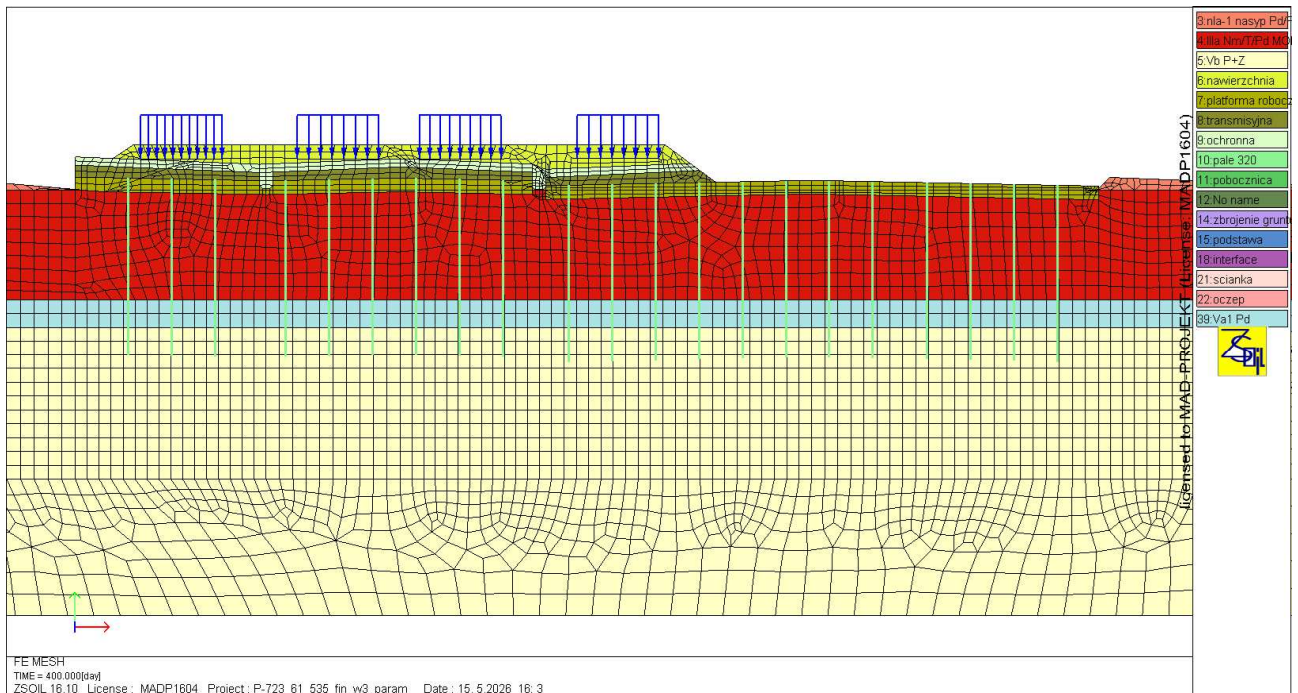 3:nla-1 nasyp Pd/P
4:IIIa Nm/T/Pd MO
5:Vb P+Z
6:nawierzchnia
7:platforma robocz
8:transmisyjna
9:ochronna
10:pale 320
11:pobocznica
12:No name
14:zbrojenie gruntu
15:podstawa
18:interface
21:scianka
22:oczep
39:Va1 Pd
ZSoil
licensed to MAD-PROJEKT (License: MADP1604)
FE MESH
TIME = 400.000[day]
ZSOIL 16.10 License : MADP1604 Project : P-723_61_535_fin_w3_param Date : 15. 5.2026 16: 3